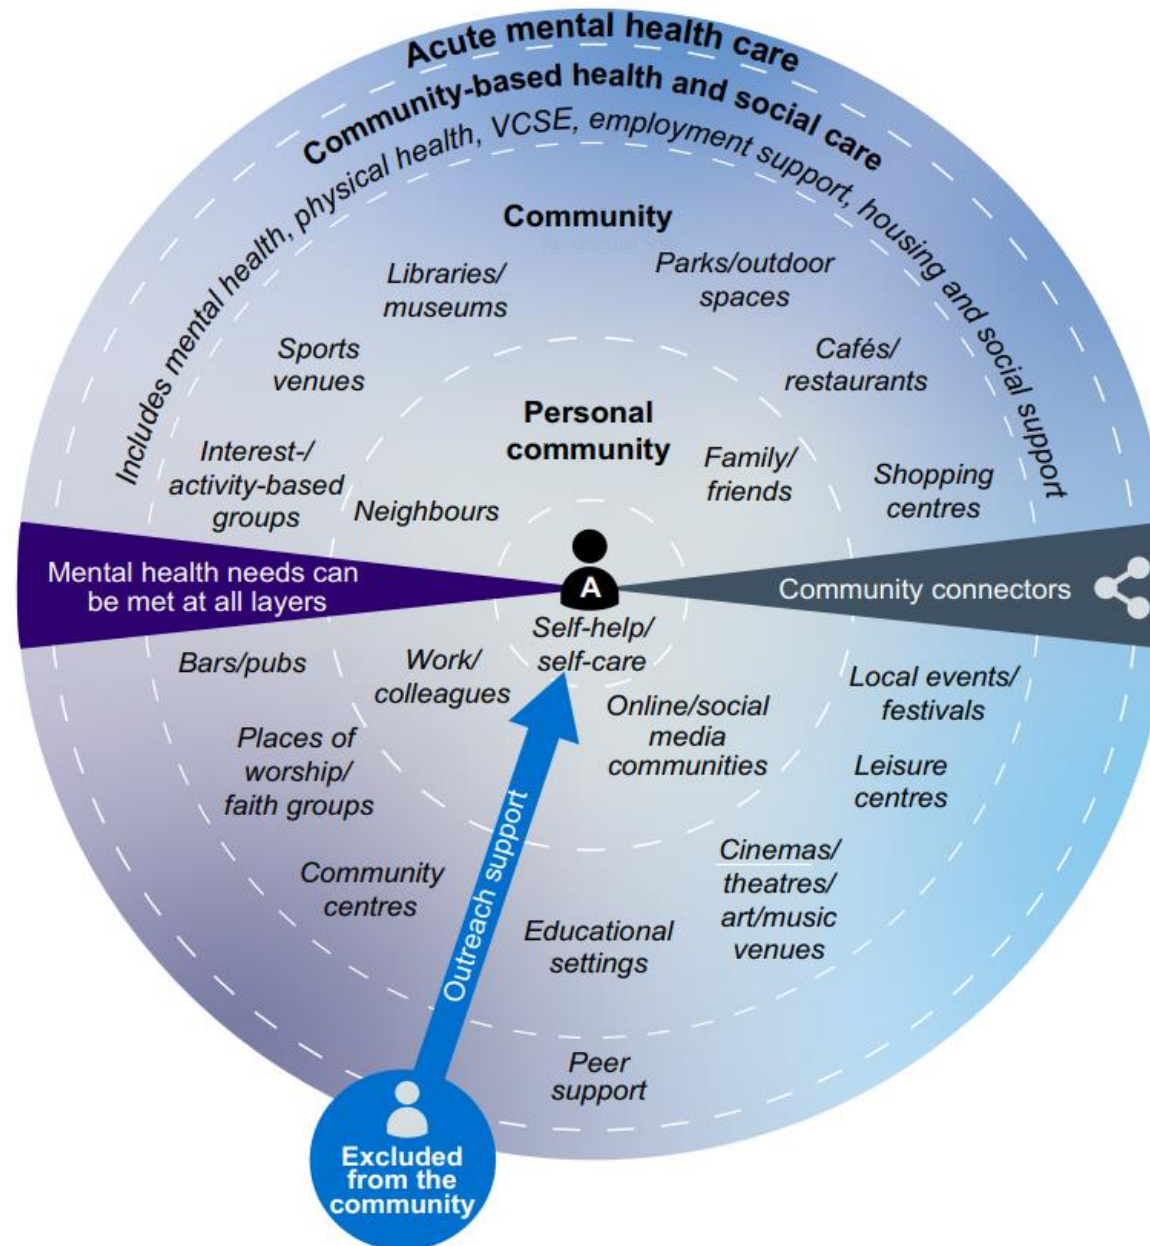 Acute mental health care
Community-based health and social care
Includes mental health, physical health, VCSE, employment support, housing and social support
Community
Libraries/
museums
Parks/outdoor
spaces
Sports
venues
Cafés/
restaurants
Personal
community
Interest-/
activity-based
groups
Neighbours
Family/
friends
Shopping
centres
Mental health needs can
be met at all layers
A
Community connectors
Self-help/
self-care
Bars/pubs
Work/
colleagues
Online/social
media
communities
Local events/
festivals
Places of
worship/
faith groups
Leisure
centres
Outreach support
Community
centres
Cinemas/
theatres/
art/music
venues
Educational
settings
Peer
support
Excluded
from the
community